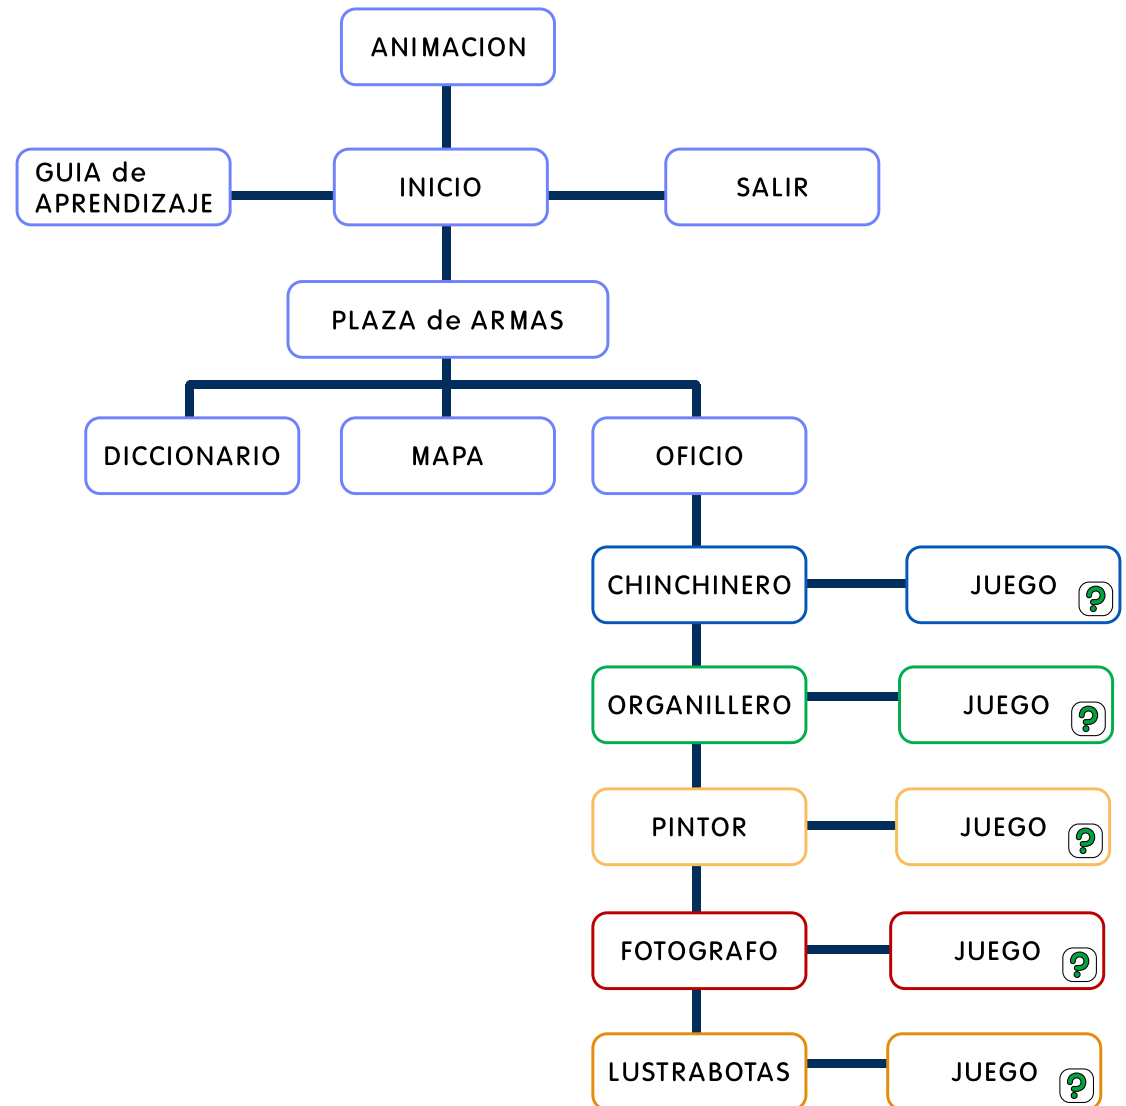 ANIMACION
GUIA de
APRENDIZAJE
INICIO
SALIR
PLAZA de ARMAS
DICCIONARIO
MAPA
OFICIO
CHINCHINERO
JUEGO
?
ORGANILLERO
JUEGO
?
PINTOR
JUEGO
?
FOTOGRAFO
JUEGO
?
LUSTRABOTAS
JUEGO
?